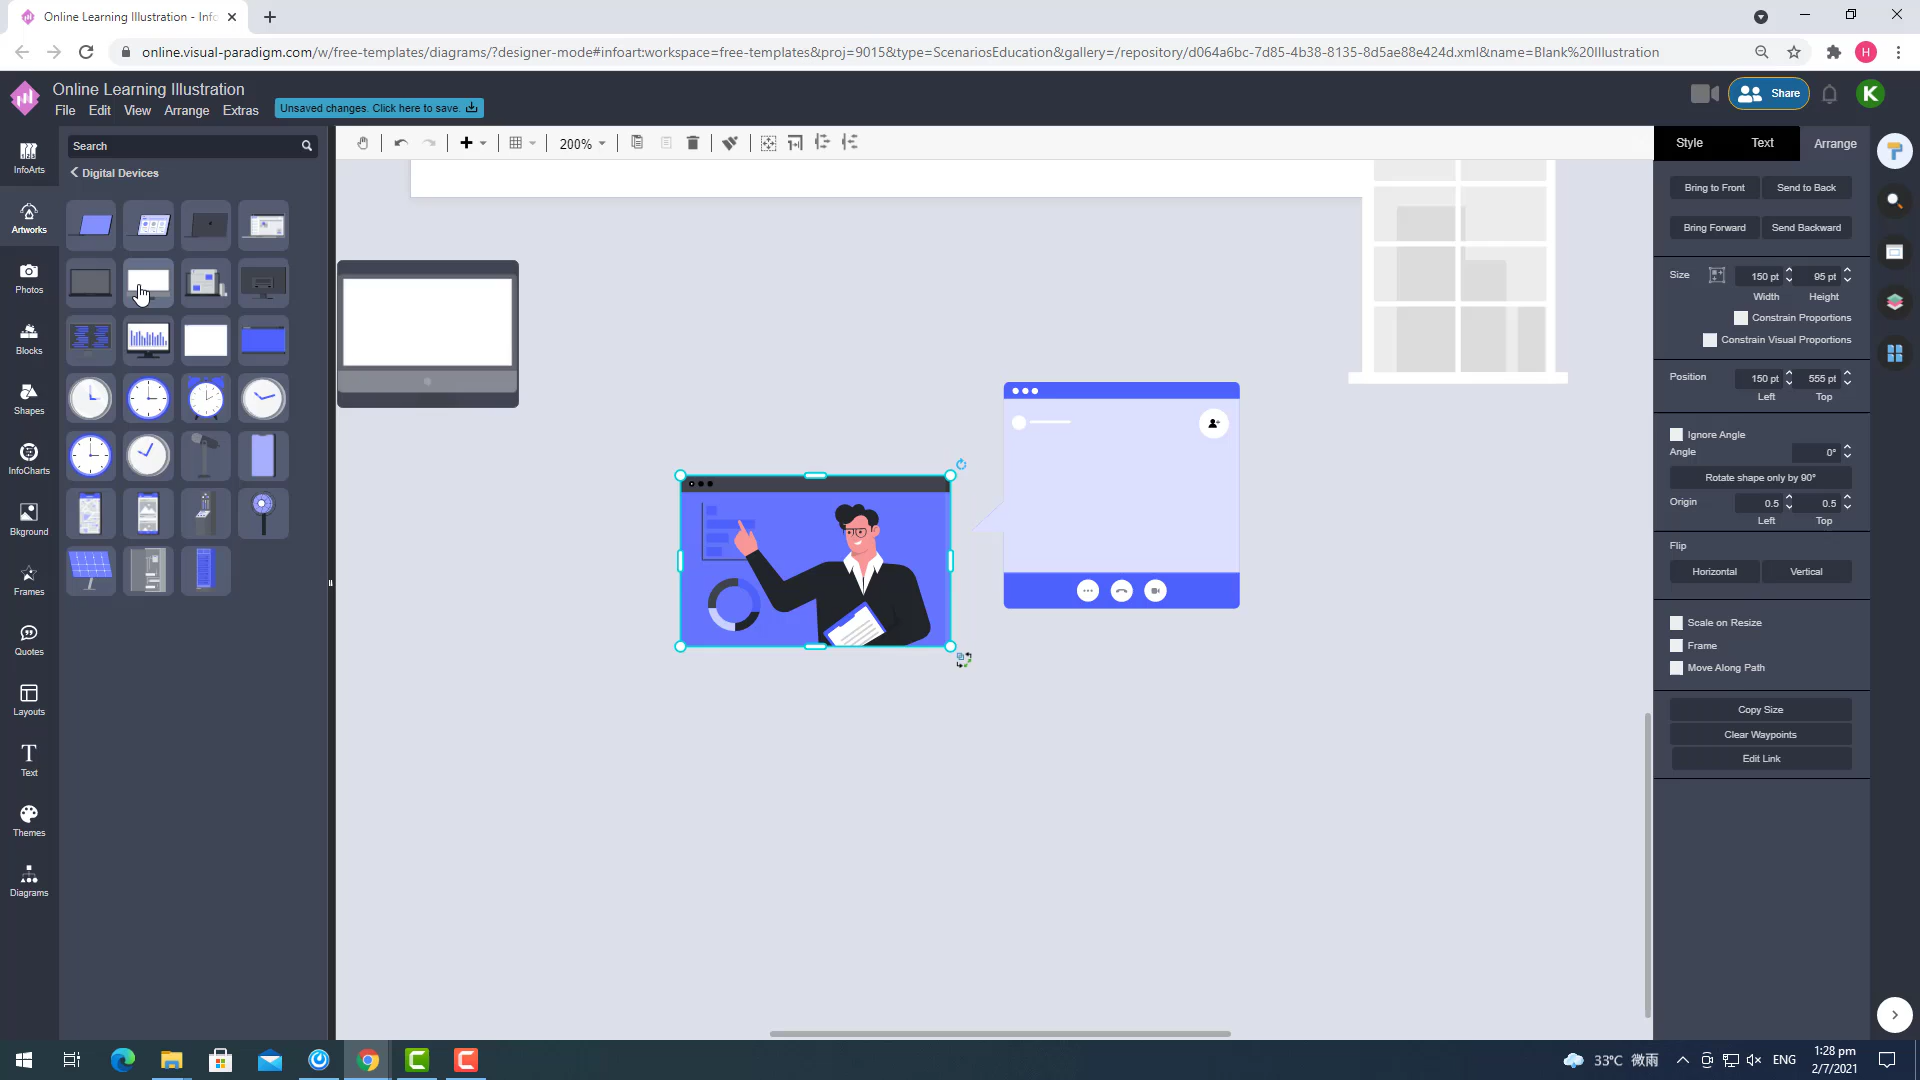 Online Learning Illustration - Info
online.visual-paradigm.com/w/free-templates/diagrams/?designer-mode#infoart:workspace=free-templates&proj=9015&type=ScenariosEducation&gallery=/repository/d064a6bc-7d85-4b38-8135-8d5ae88e424d.xml&name=Blank%20Illustration
H
Online Learning Illustration
File Edit View Arrange Extras
Unsaved changes. Click here to save.
Share
K
InfoArts
Artworks
Photos
Blocks
Shapes
InfoCharts
Bkground
Frames
Quotes
Layouts
Text
Themes
Diagrams
Search
Digital Devices
200%
Style Text Arrange
Bring to Front Send to Back
Bring Forward Send Backward
Size 150 pt 95 pt
Width Height
Constrain Proportions
Constrain Visual Proportions
Position 150 pt 555 pt
Left Top
Ignore Angle
Angle 0°
Rotate shape only by 90°
Origin 0.5 0.5
Left Top
Flip
Horizontal Vertical
Scale on Resize
Frame
Move Along Path
Copy Size
Clear Waypoints
Edit Link
33°C 微雨
ENG
1:28 pm
2/7/2021